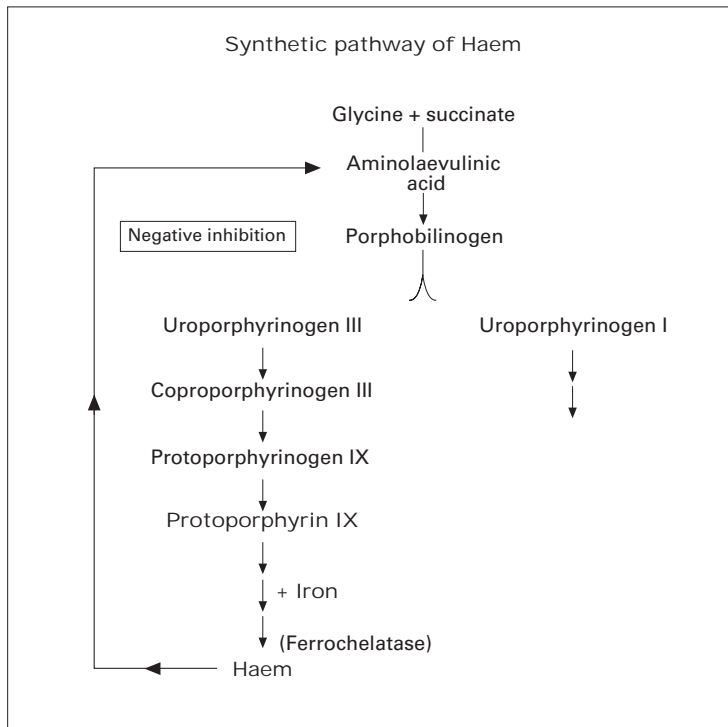 Synthetic pathway of Haem
Glycine + succinate
Aminolaevulinic
acid
Negative inhibition
Porphobilinogen
Uroporphyrinogen III
Uroporphyrinogen I
Coproporphyrinogen III
Protoporphyrinogen IX
Protoporphyrin IX
+ Iron
(Ferrochelatase)
Haem